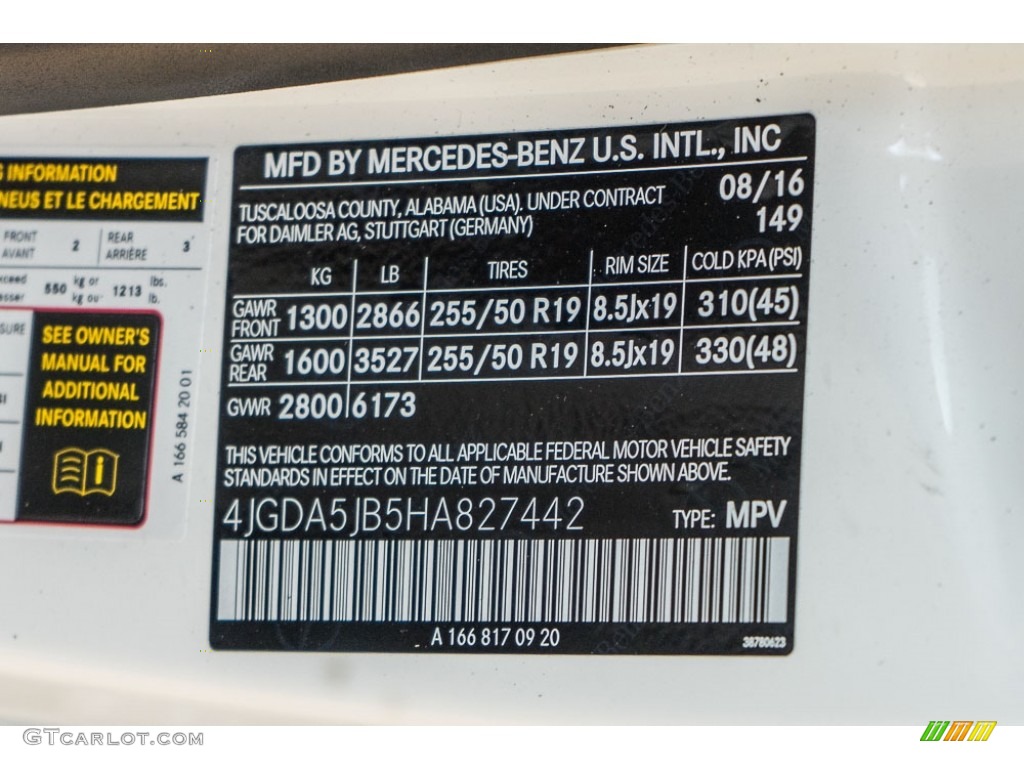 MFD BY MERCEDES-BENZ U.S. INTL., INC
TUSCALOOSA COUNTY, ALABAMA (USA). UNDER CONTRACT
FOR DAIMLER AG, STUTTGART (GERMANY)
08/16
149
KG LB TIRES RIM SIZE COLD KPA (PSI)
GAWR FRONT 1300 2866 255/50 R19 8.5Jx19 310(45)
GAWR REAR 1600 3527 255/50 R19 8.5Jx19 330(48)
GVWR 2800 6173
THIS VEHICLE CONFORMS TO ALL APPLICABLE FEDERAL MOTOR VEHICLE SAFETY
STANDARDS IN EFFECT ON THE DATE OF MANUFACTURE SHOWN ABOVE.
4JGDA5JB5HA827442 TYPE: MPV
A 166 817 09 20
38780623
INFORMATION
NEUS ET LE CHARGEMENT
FRONT 2 REAR 3
AVANT ARRIÈRE
550 kg or 1213 lbs.
kg ou lb.
SEE OWNER'S
MANUAL FOR
ADDITIONAL
INFORMATION
A 166 584 20 01
GTCARLOT.COM